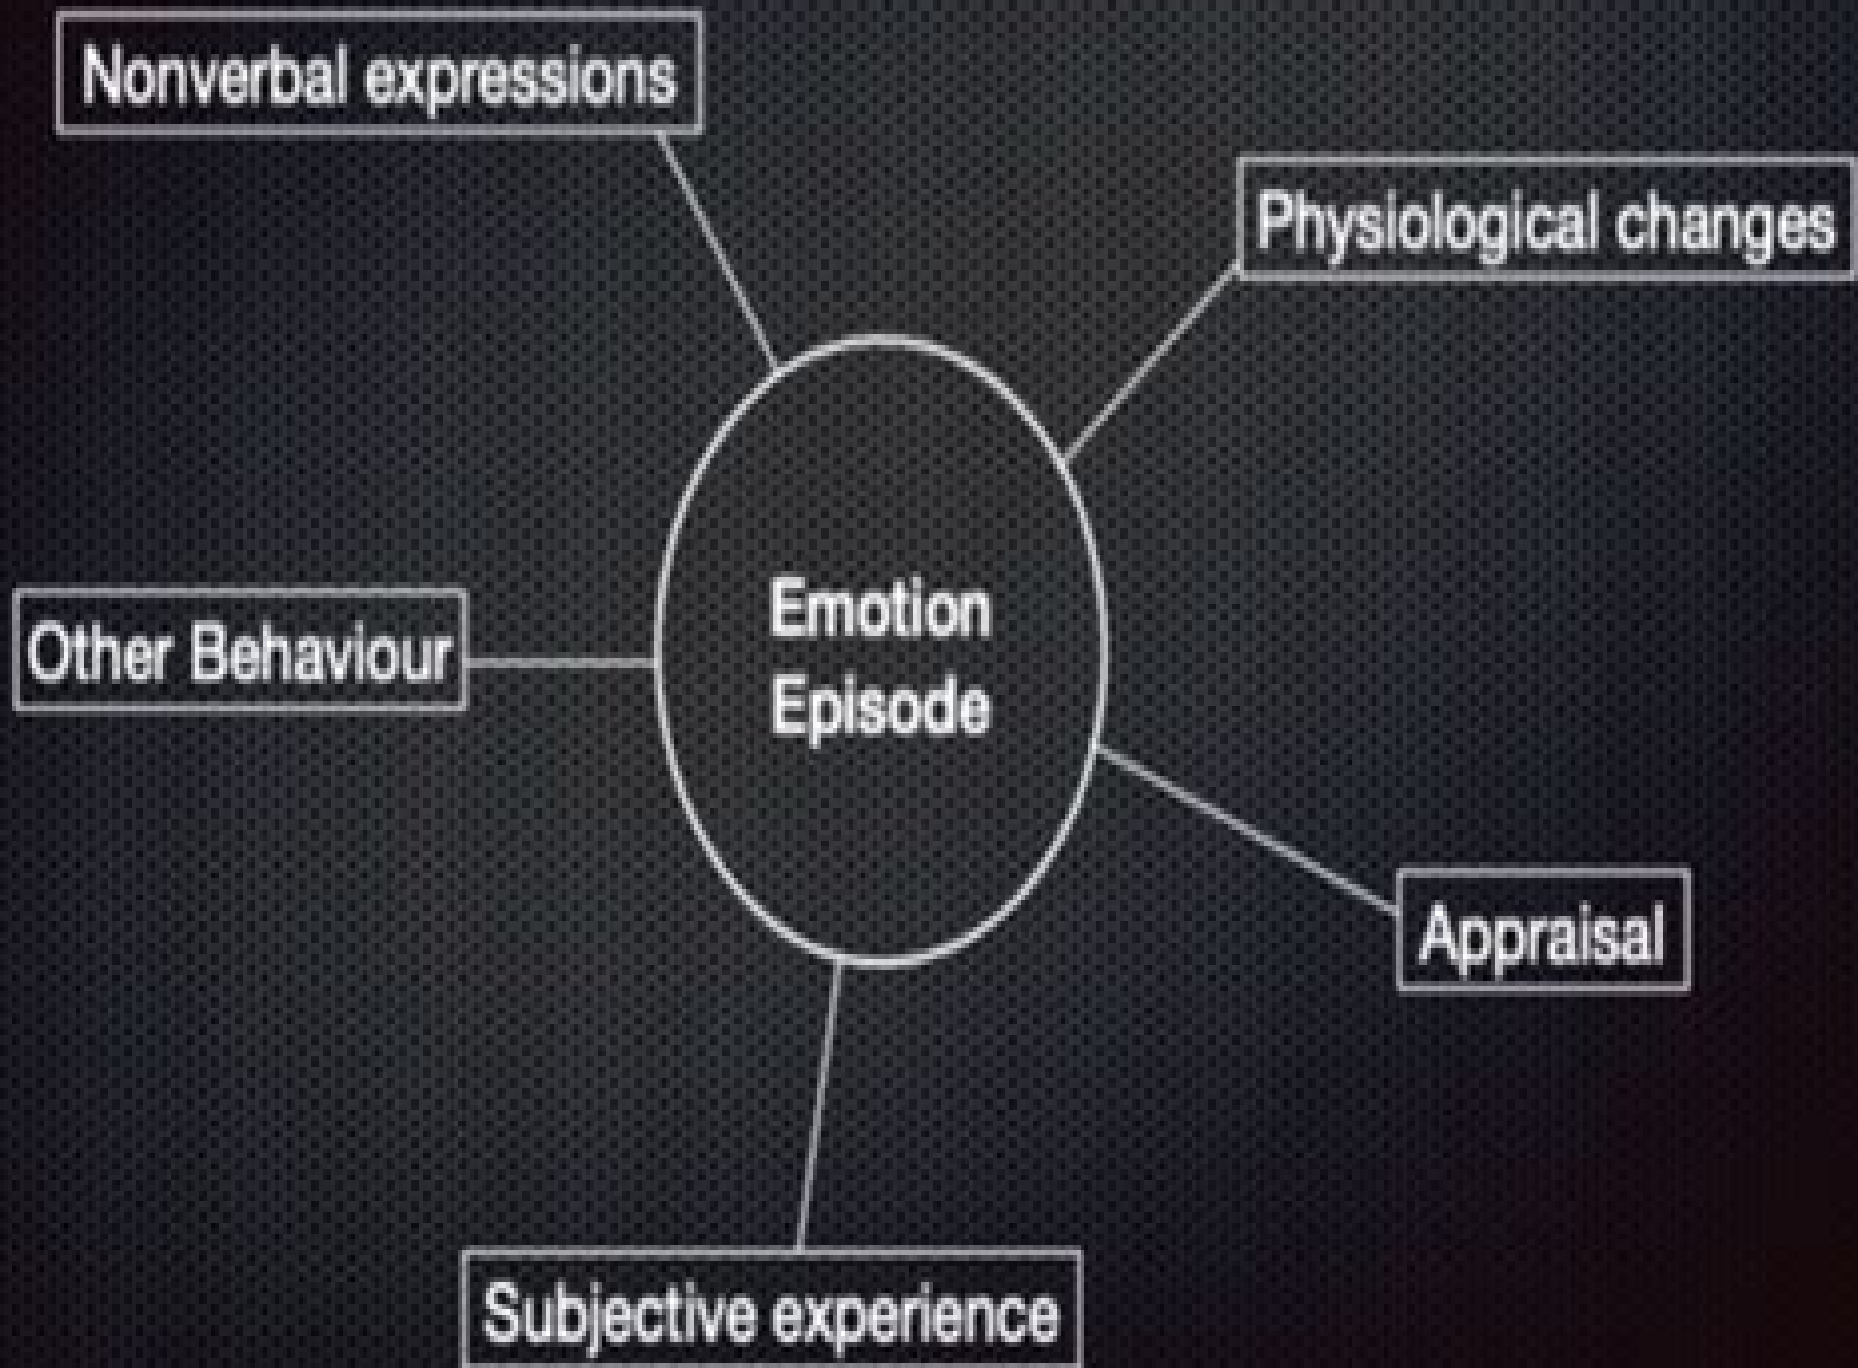 Nonverbal expressions
Physiological changes
Emotion
Episode
Other Behaviour
Appraisal
Subjective experience